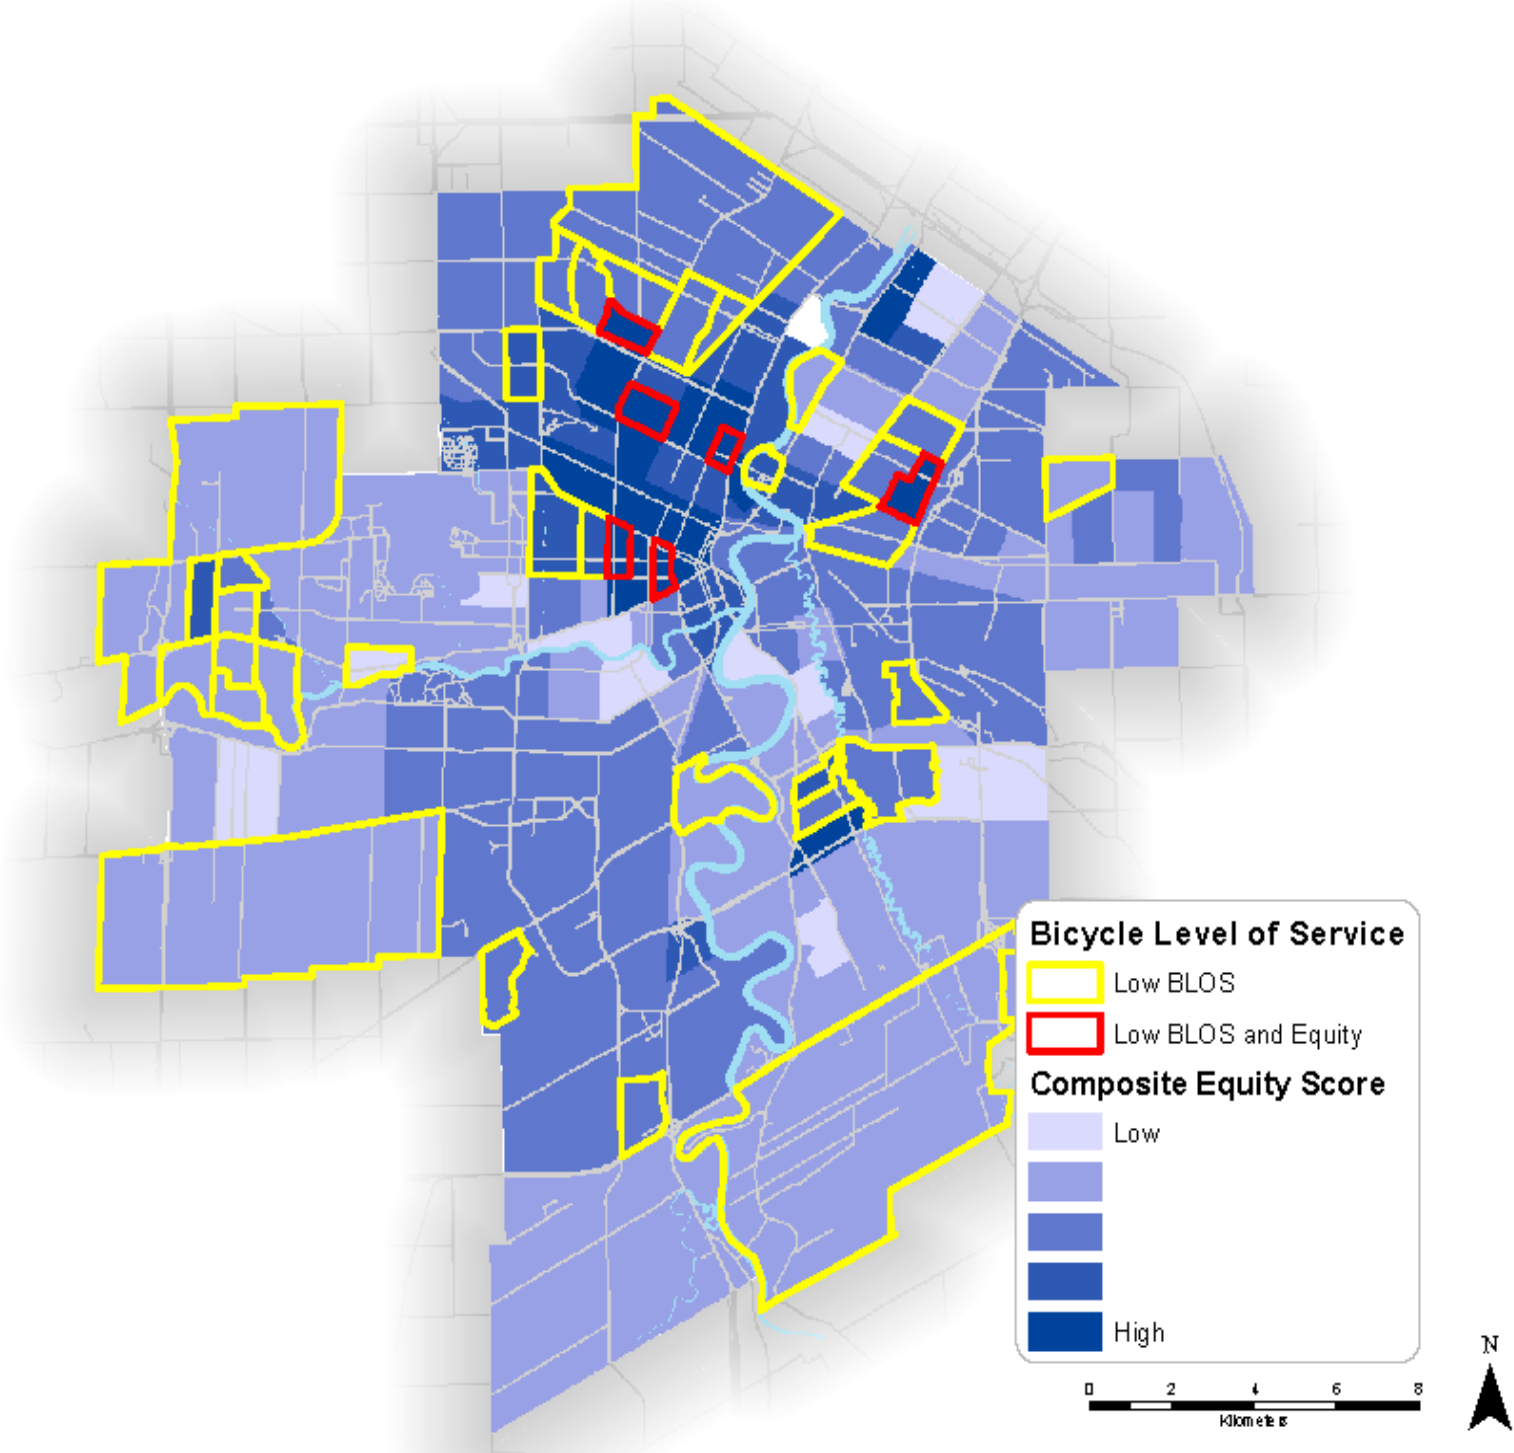 Bicycle Level of Service
Low BLOS
Low BLOS and Equity
Composite Equity Score
Low
High
N
0 2 4 6 8
Kilometers